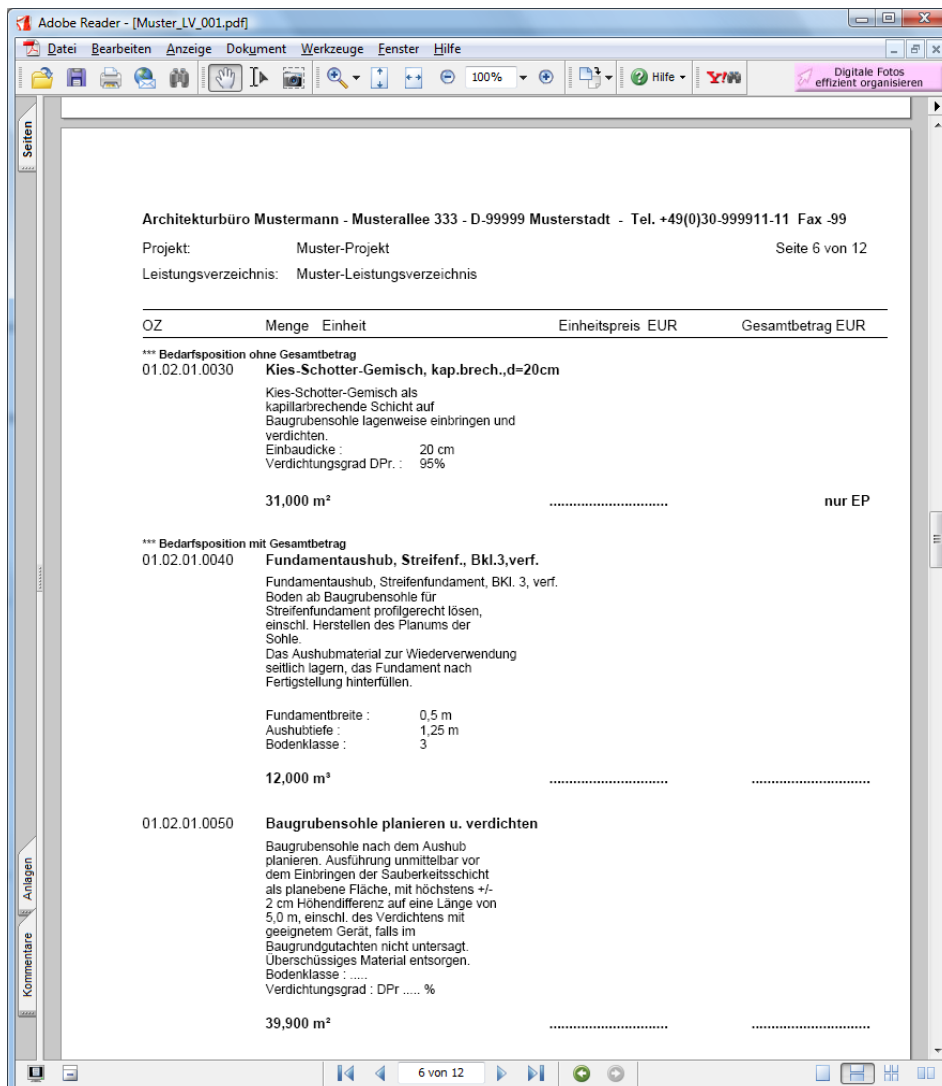 Adobe Reader - [Muster_LV_001.pdf]
Datei Bearbeiten Anzeige Dokument Werkzeuge Fenster Hilfe
100% Hilfe Y! Digitale Fotos
effizient organisieren
Seiten
Architekturbüro Mustermann - Musterallee 333 - D-99999 Musterstadt - Tel. +49(0)30-999911-11 Fax -99
Projekt: Muster-Projekt Seite 6 von 12
Leistungsverzeichnis: Muster-Leistungsverzeichnis
OZ Menge Einheit Einheitspreis EUR Gesamtbetrag EUR
*** Bedarfsposition ohne Gesamtbetrag
01.02.01.0030 Kies-Schotter-Gemisch, kap.brech.,d=20cm
Kies-Schotter-Gemisch als
kapillarbrechende Schicht auf
Baugrubensohle lagenweise einbringen und
verdichten.
Einbaudicke : 20 cm
Verdichtungsgrad DPr. : 95%
31,000 m² .............................. nur EP
*** Bedarfsposition mit Gesamtbetrag
01.02.01.0040 Fundamentaushub, Streifenf., Bkl.3,verf.
Fundamentaushub, Streifenfundament, BKl. 3, verf.
Boden ab Baugrubensohle für
Streifenfundament profilgerecht lösen,
einschl. Herstellen des Planums der
Sohle.
Das Aushubmaterial zur Wiederverwendung
seitlich lagern, das Fundament nach
Fertigstellung hinterfüllen.
Fundamentbreite : 0,5 m
Aushubtiefe : 1,25 m
Bodenklasse : 3
12,000 m³ .............................. ..............................
01.02.01.0050 Baugrubensohle planieren u. verdichten
Baugrubensohle nach dem Aushub
planieren. Ausführung unmittelbar vor
dem Einbringen der Sauberkeitsschicht
als planebene Fläche, mit höchstens +/-
2 cm Höhendifferenz auf eine Länge von
5,0 m, einschl. des Verdichtens mit
geeignetem Gerät, falls im
Baugrundgutachten nicht untersagt.
Überschüssiges Material entsorgen.
Bodenklasse : .....
Verdichtungsgrad : DPr ..... %
39,900 m² .............................. ..............................
Anlagen
Kommentare
6 von 12